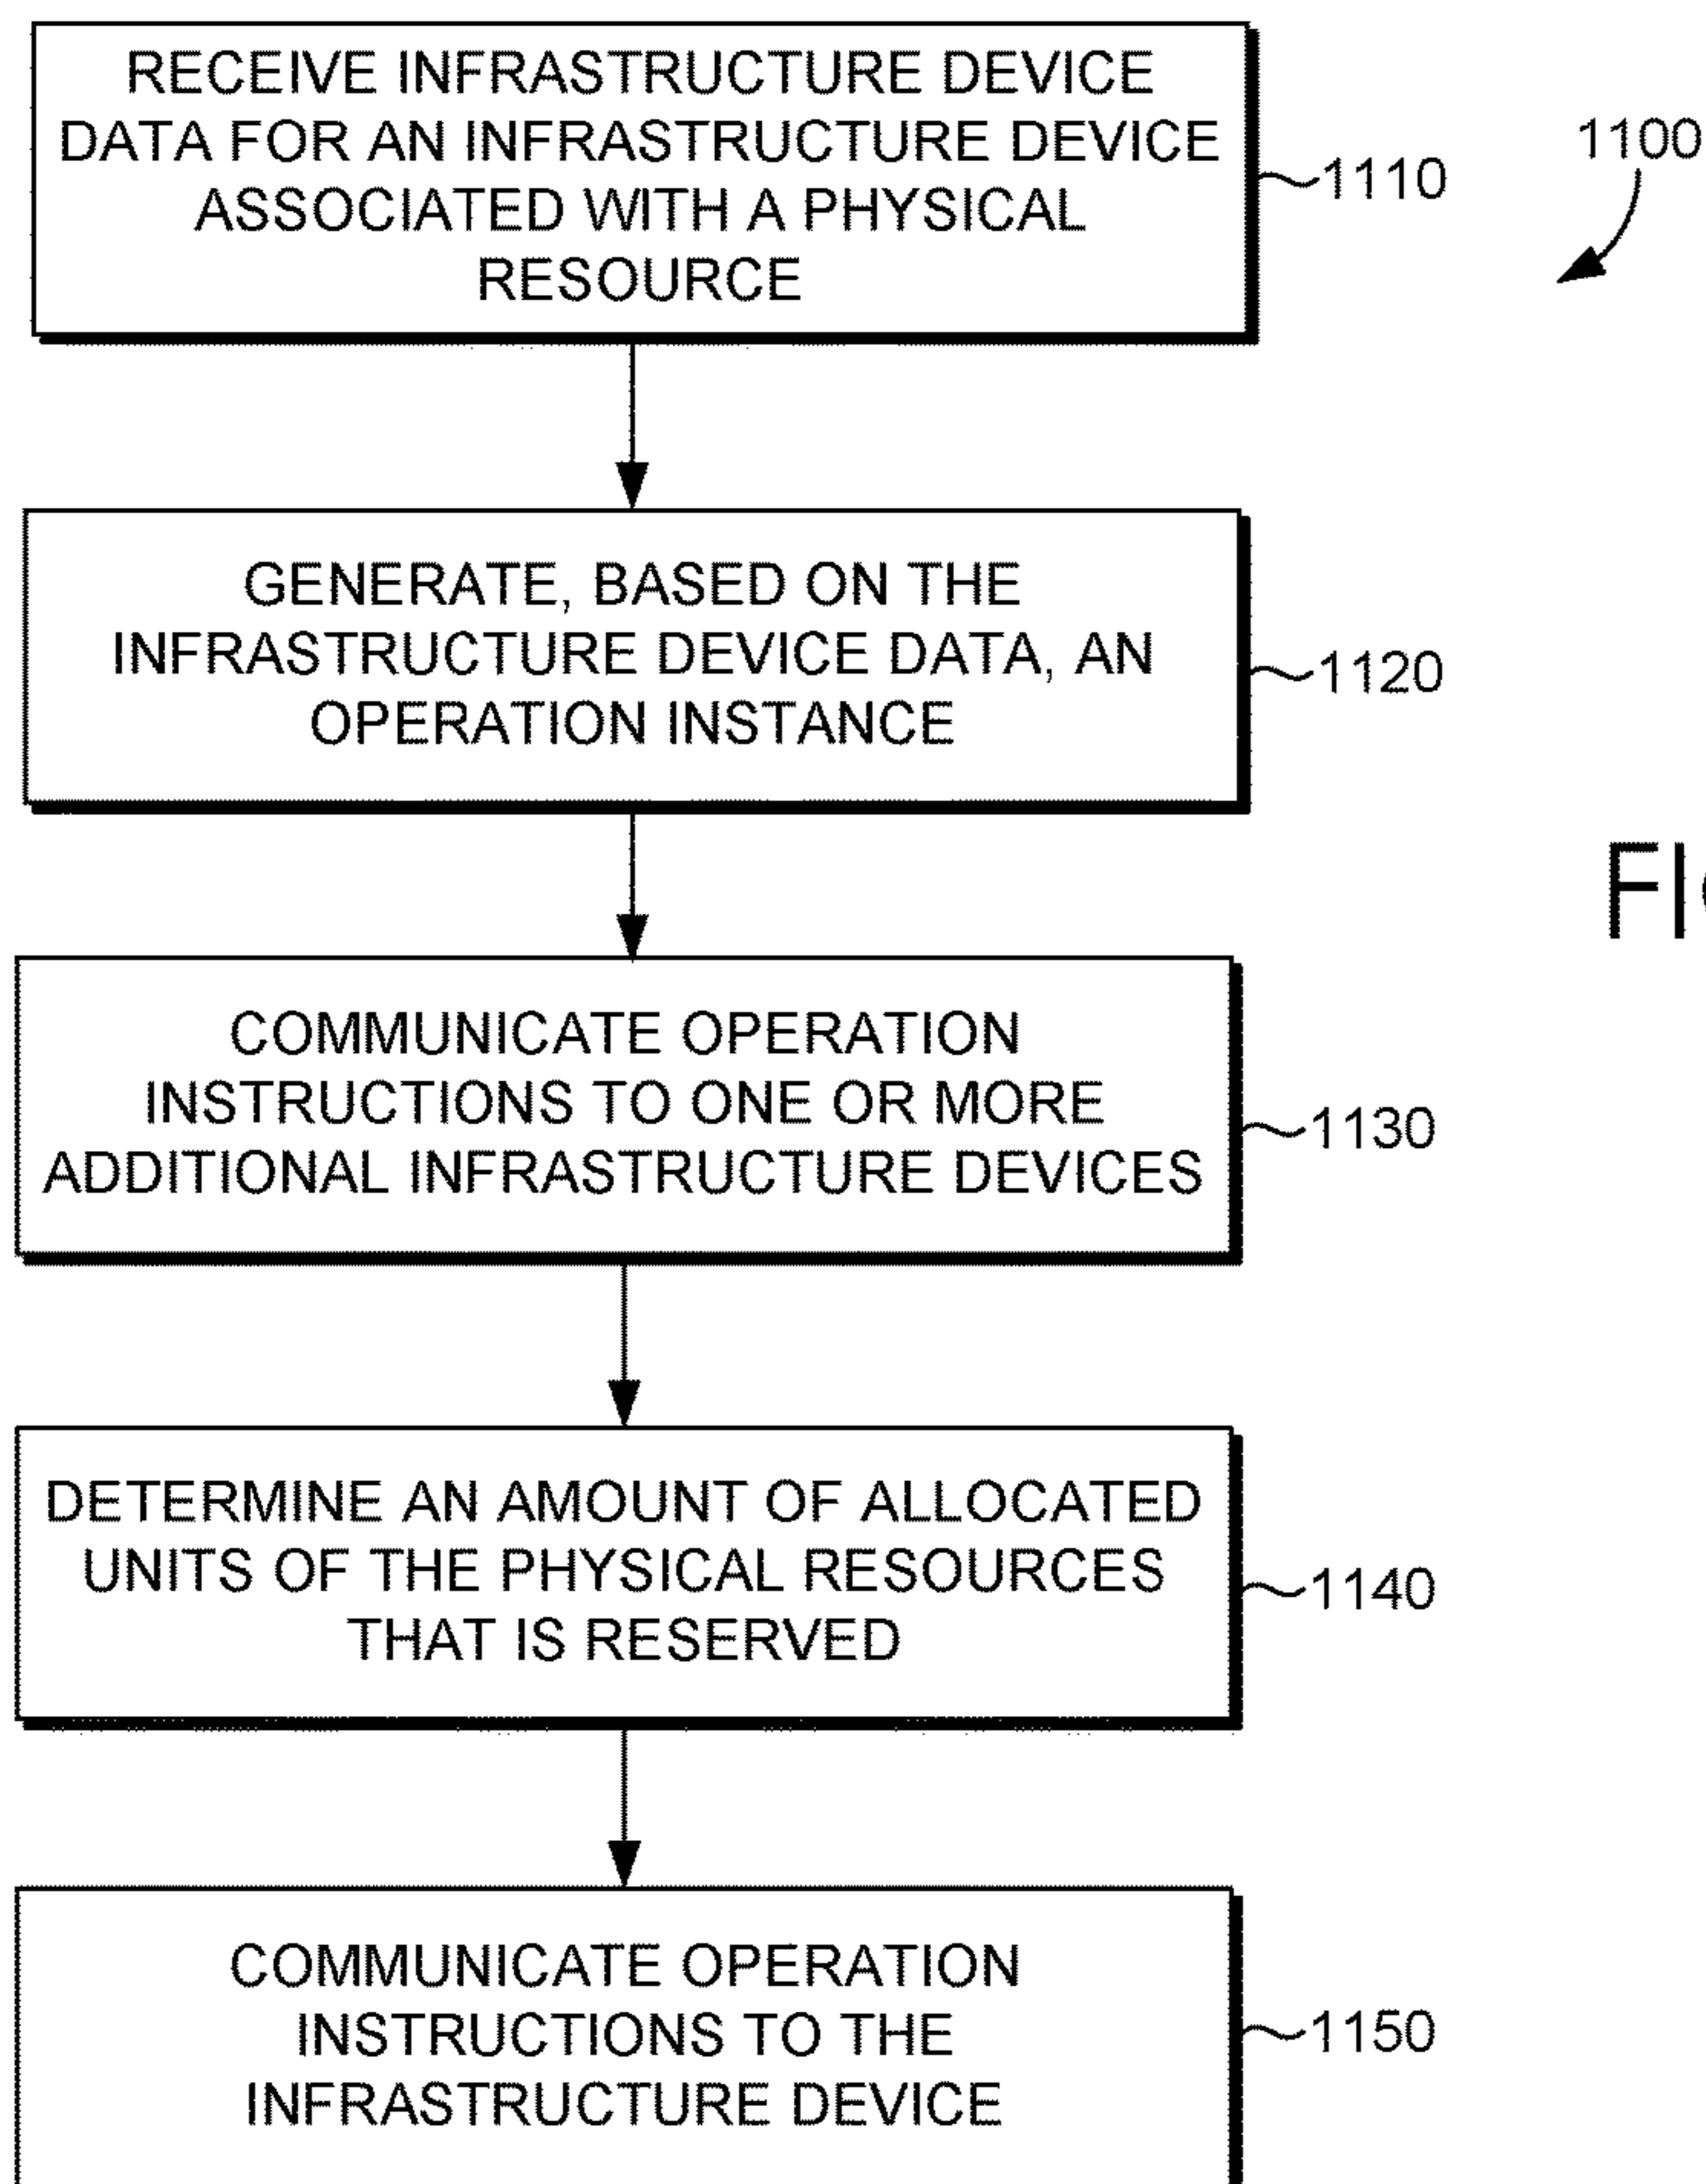 RECEIVE INFRASTRUCTURE DEVICE
DATA FOR AN INFRASTRUCTURE DEVICE
ASSOCIATED WITH A PHYSICAL
RESOURCE
1110
1100
GENERATE, BASED ON THE
INFRASTRUCTURE DEVICE DATA, AN
OPERATION INSTANCE
1120
COMMUNICATE OPERATION
INSTRUCTIONS TO ONE OR MORE
ADDITIONAL INFRASTRUCTURE DEVICES
1130
DETERMINE AN AMOUNT OF ALLOCATED
UNITS OF THE PHYSICAL RESOURCES
THAT IS RESERVED
1140
COMMUNICATE OPERATION
INSTRUCTIONS TO THE
INFRASTRUCTURE DEVICE
1150